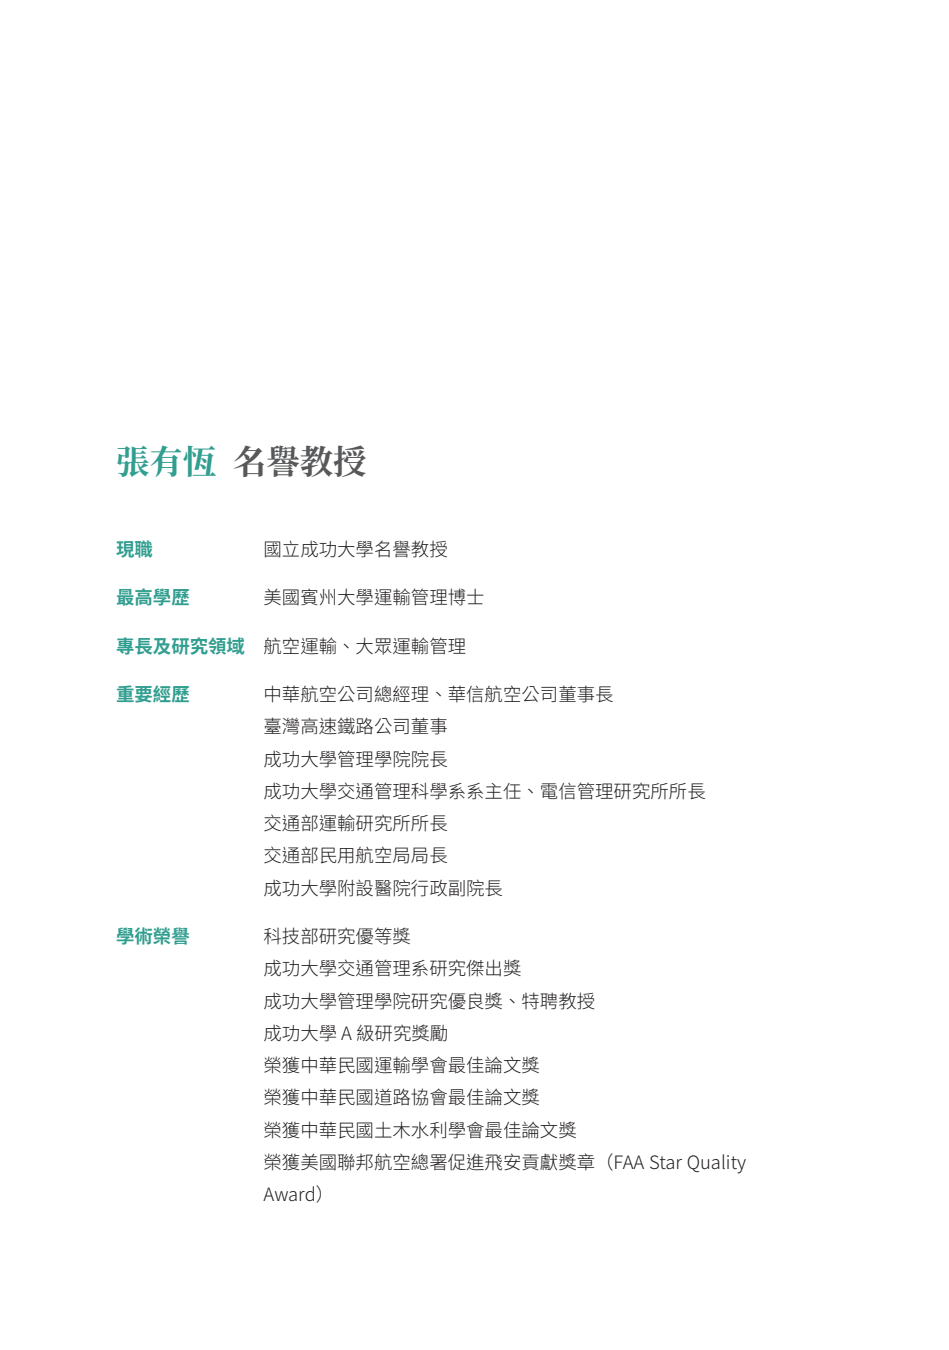 張有恆 名譽教授
現職 國立成功大學名譽教授
最高學歷 美國賓州大學運輸管理博士
專長及研究領域 航空運輸、大眾運輸管理
重要經歷 中華航空公司總經理、華信航空公司董事長
臺灣高速鐵路公司董事
成功大學管理學院院長
成功大學交通管理科學系系主任、電信管理研究所所長
交通部運輸研究所所長
交通部民用航空局局長
成功大學附設醫院行政副院長
學術榮譽 科技部研究優等獎
成功大學交通管理系研究傑出獎
成功大學管理學院研究優良獎、特聘教授
成功大學 A 級研究獎勵
榮獲中華民國運輸學會最佳論文獎
榮獲中華民國道路協會最佳論文獎
榮獲中華民國土木水利學會最佳論文獎
榮獲美國聯邦航空總署促進飛安貢獻獎章（FAA Star Quality
Award）